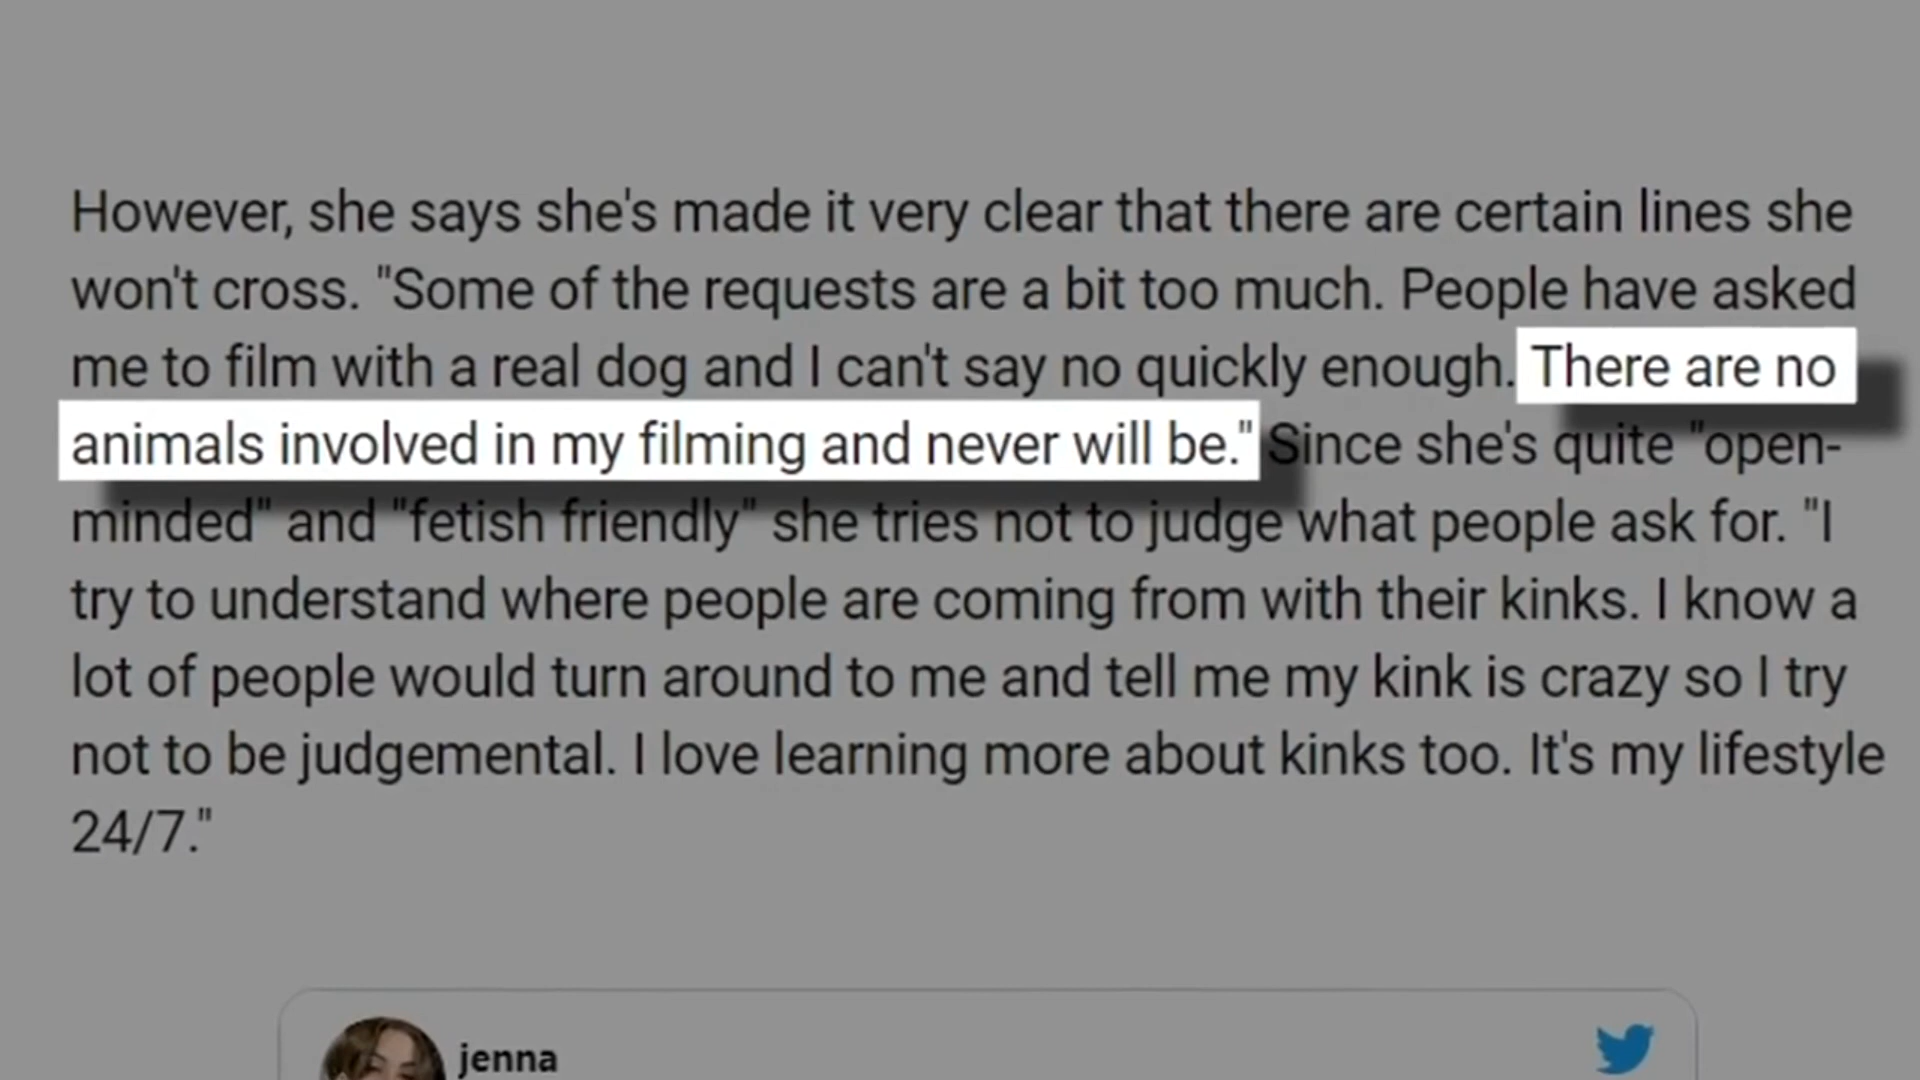 However, she says she's made it very clear that there are certain lines she
won't cross. "Some of the requests are a bit too much. People have asked
me to film with a real dog and I can't say no quickly enough. There are no
animals involved in my filming and never will be." Since she's quite "open-
minded" and "fetish friendly" she tries not to judge what people ask for. "I
try to understand where people are coming from with their kinks. I know a
lot of people would turn around to me and tell me my kink is crazy so I try
not to be judgemental. I love learning more about kinks too. It's my lifestyle
24/7."
jenna